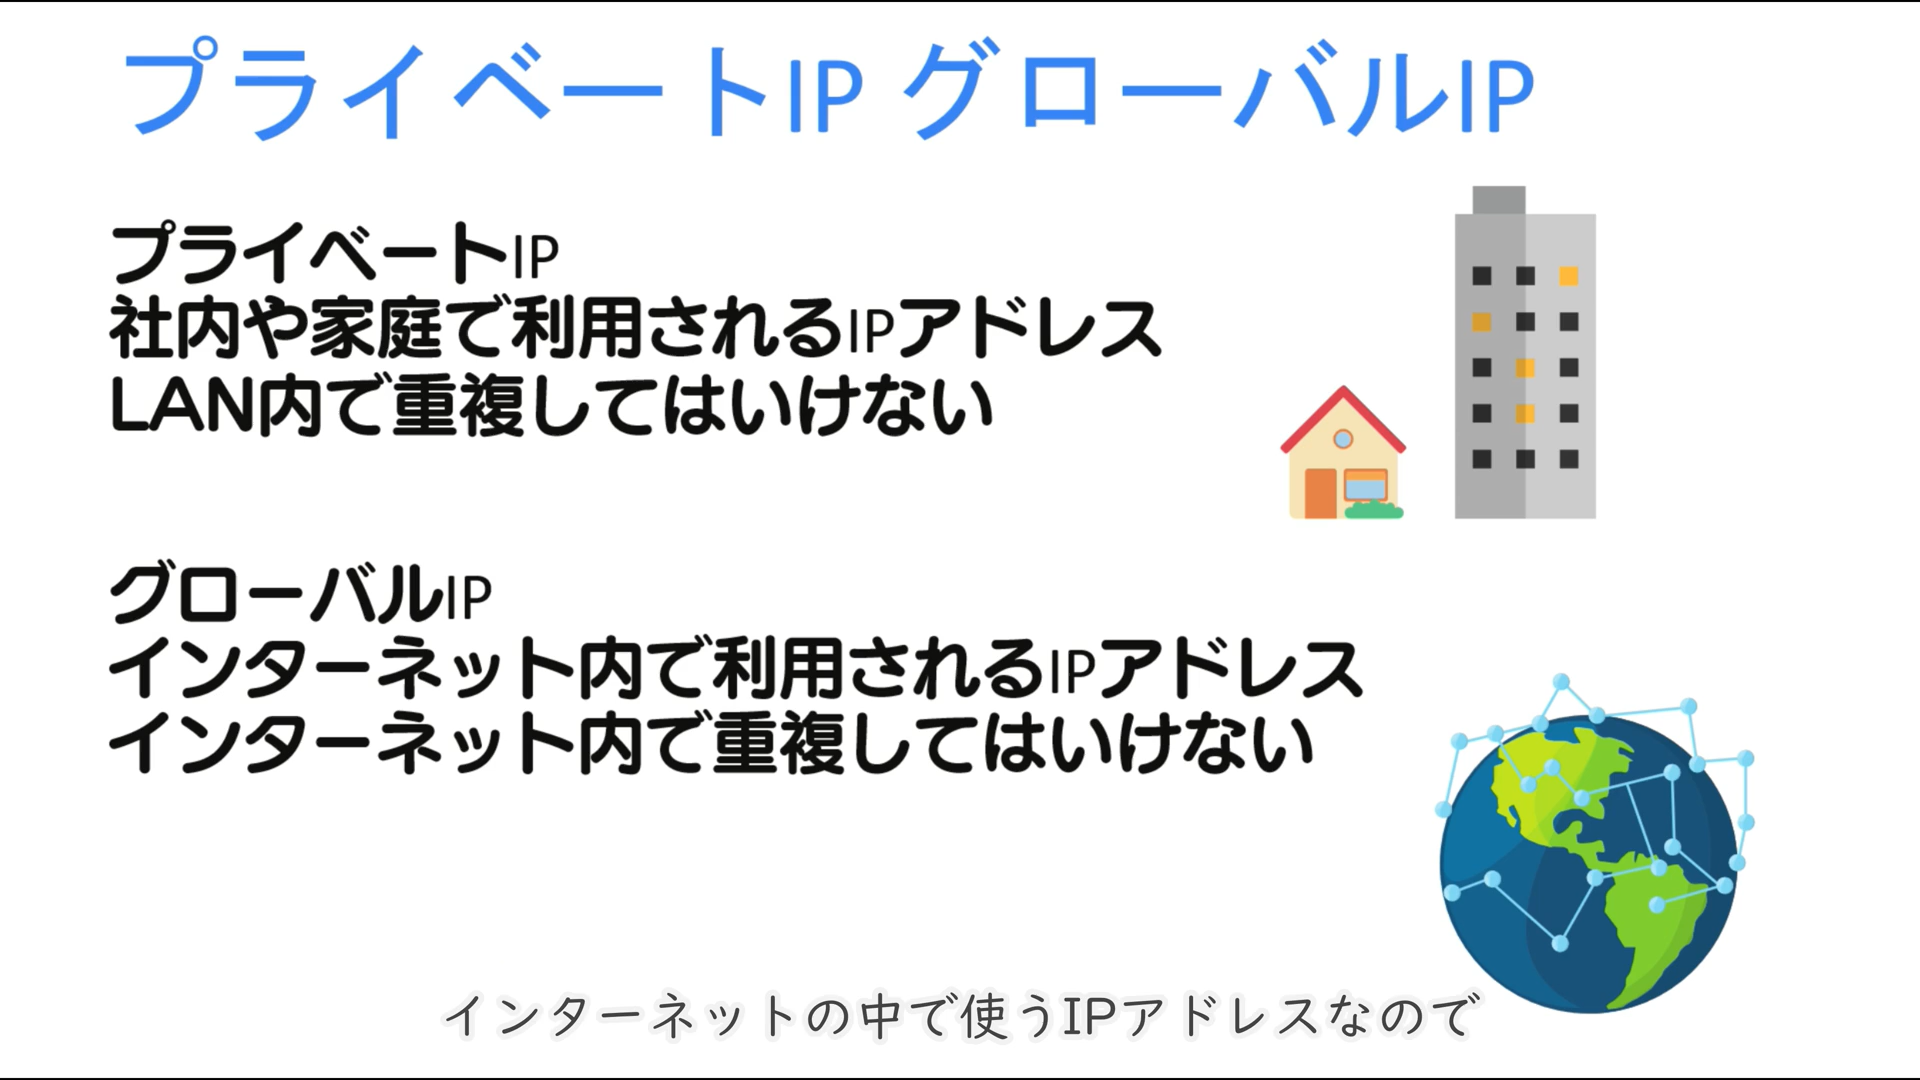 プライベートIP グローバルIP
プライベートIP
社内や家庭で利用されるIPアドレス
LAN内で重複してはいけない
グローバルIP
インターネット内で利用されるIPアドレス
インターネット内で重複してはいけない
インターネットの中で使うIPアドレスなので